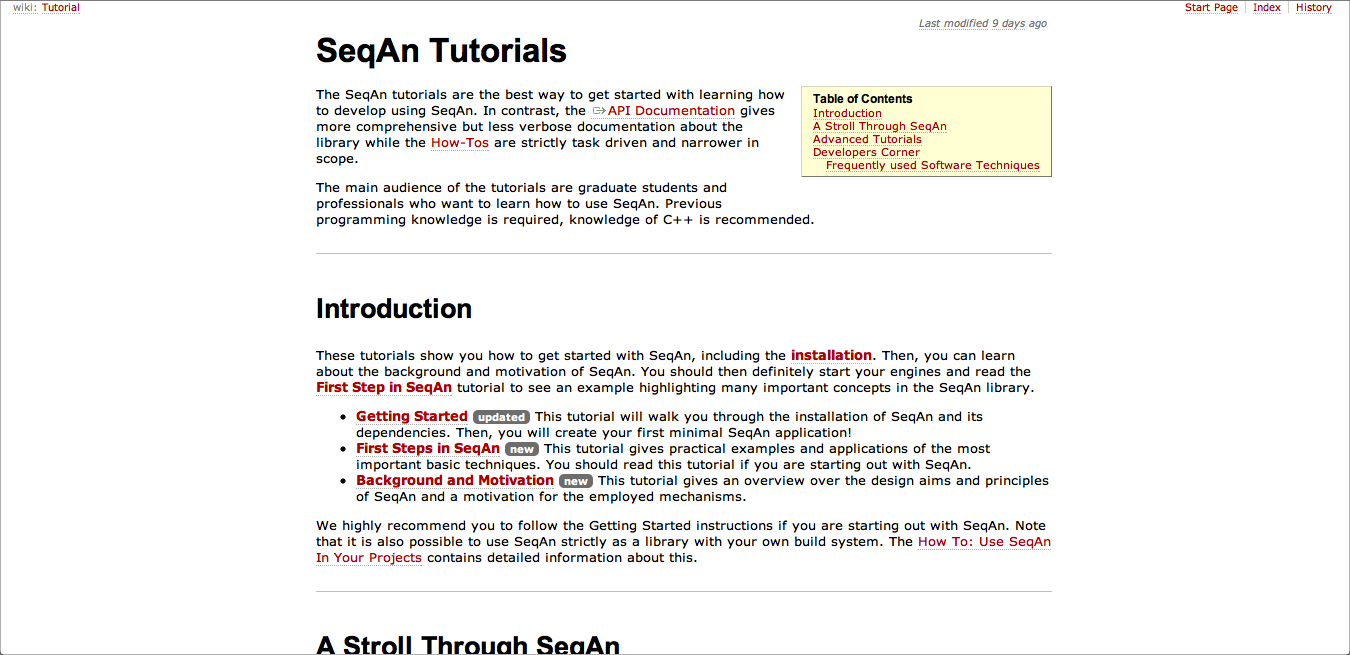 wiki: Tutorial
Start Page Index History
Last modified 9 days ago
SeqAn Tutorials
The SeqAn tutorials are the best way to get started with learning how
to develop using SeqAn. In contrast, the API Documentation gives
more comprehensive but less verbose documentation about the
library while the How-Tos are strictly task driven and narrower in
scope.
Table of Contents
Introduction
A Stroll Through SeqAn
Advanced Tutorials
Developers Corner
Frequently used Software Techniques
The main audience of the tutorials are graduate students and
professionals who want to learn how to use SeqAn. Previous
programming knowledge is required, knowledge of C++ is recommended.
Introduction
These tutorials show you how to get started with SeqAn, including the installation. Then, you can learn
about the background and motivation of SeqAn. You should then definitely start your engines and read the
First Step in SeqAn tutorial to see an example highlighting many important concepts in the SeqAn library.
• Getting Started updated This tutorial will walk you through the installation of SeqAn and its
dependencies. Then, you will create your first minimal SeqAn application!
• First Steps in SeqAn new This tutorial gives practical examples and applications of the most
important basic techniques. You should read this tutorial if you are starting out with SeqAn.
• Background and Motivation new This tutorial gives an overview over the design aims and principles
of SeqAn and a motivation for the employed mechanisms.
We highly recommend you to follow the Getting Started instructions if you are starting out with SeqAn. Note
that it is also possible to use SeqAn strictly as a library with your own build system. The How To: Use SeqAn
In Your Projects contains detailed information about this.
A Stroll Through SeqAn